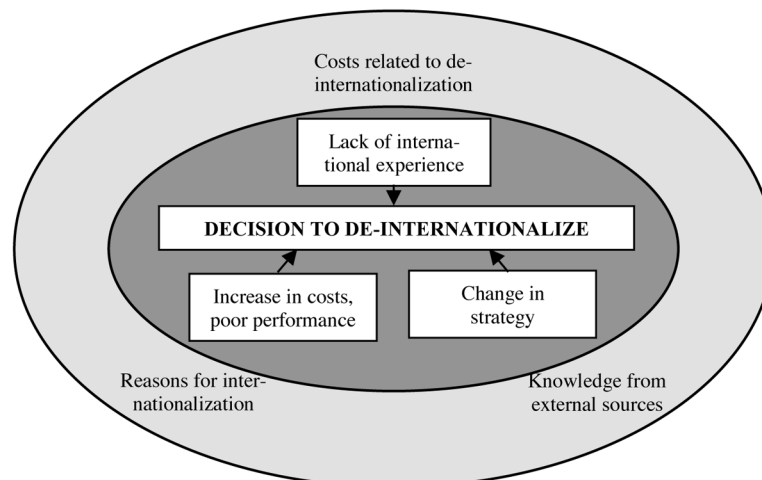 Costs related to de-
internationalization
Lack of interna-
tional experience
DECISION TO DE-INTERNATIONALIZE
Increase in costs,
poor performance
Change in
strategy
Reasons for inter-
nationalization
Knowledge from
external sources